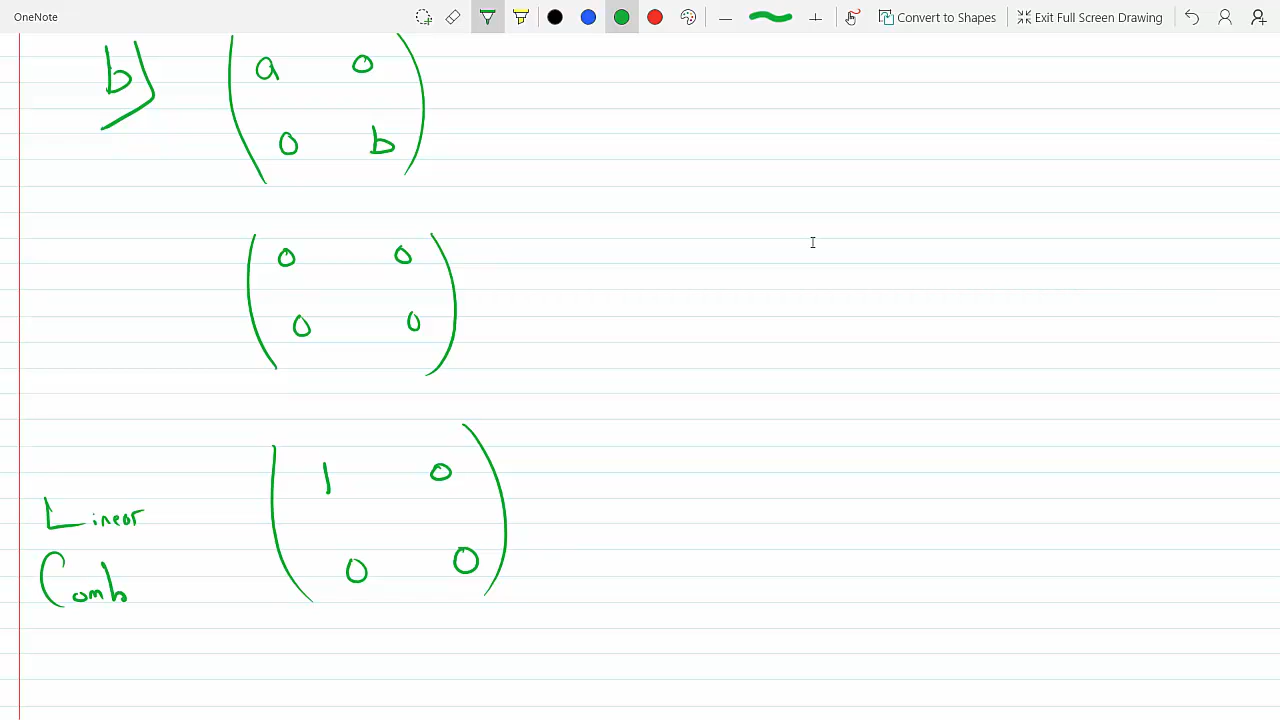 OneNote
Convert to Shapes
Exit Full Screen Drawing
b)
a 0
0 b
0 0
0 0
1 0
0 0
Linear
Comb